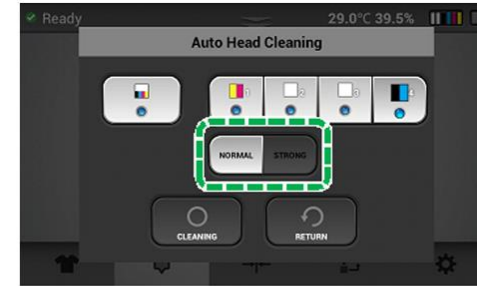 Ready 29.0°C 39.5%
Auto Head Cleaning
1 2 3 4
NORMAL STRONG
CLEANING RETURN